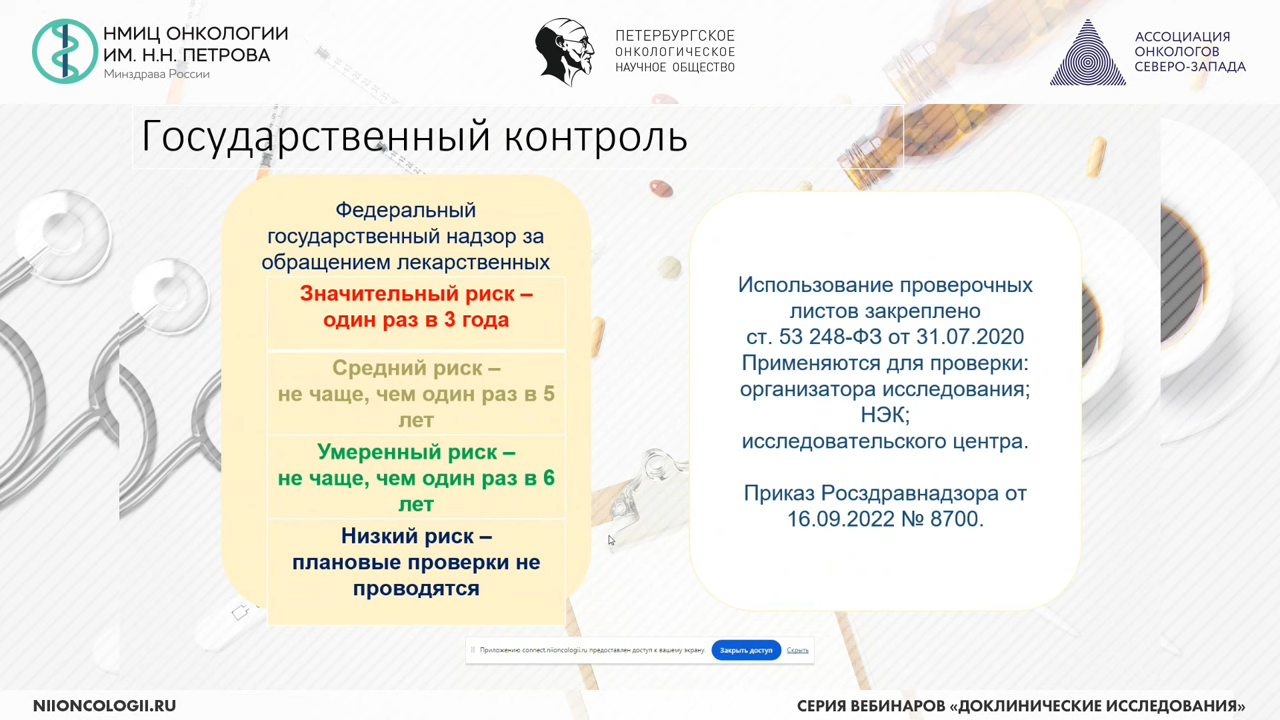 НМИЦ ОНКОЛОГИИ
ИМ. Н.Н. ПЕТРОВА
Минздрава России
ПЕТЕРБУРГСКОЕ
ОНКОЛОГИЧЕСКОЕ
НАУЧНОЕ ОБЩЕСТВО
АССОЦИАЦИЯ
ОНКОЛОГОВ
СЕВЕРО-ЗАПАДА
Государственный контроль
Федеральный
государственный надзор за
обращением лекарственных
Значительный риск –
один раз в 3 года
Средний риск –
не чаще, чем один раз в 5
лет
Умеренный риск –
не чаще, чем один раз в 6
лет
Низкий риск –
плановые проверки не
проводятся
Использование проверочных
листов закреплено
ст. 53 248-ФЗ от 31.07.2020
Применяются для проверки:
организатора исследования;
НЭК;
исследовательского центра.
Приказ Росздравнадзора от
16.09.2022 № 8700.
Приложению connect.niioncologii.ru предоставлен доступ к вашему экрану.
Закрыть доступ
Скрыть
NIIONCOLOGII.RU
СЕРИЯ ВЕБИНАРОВ «ДОКЛИНИЧЕСКИЕ ИССЛЕДОВАНИЯ»